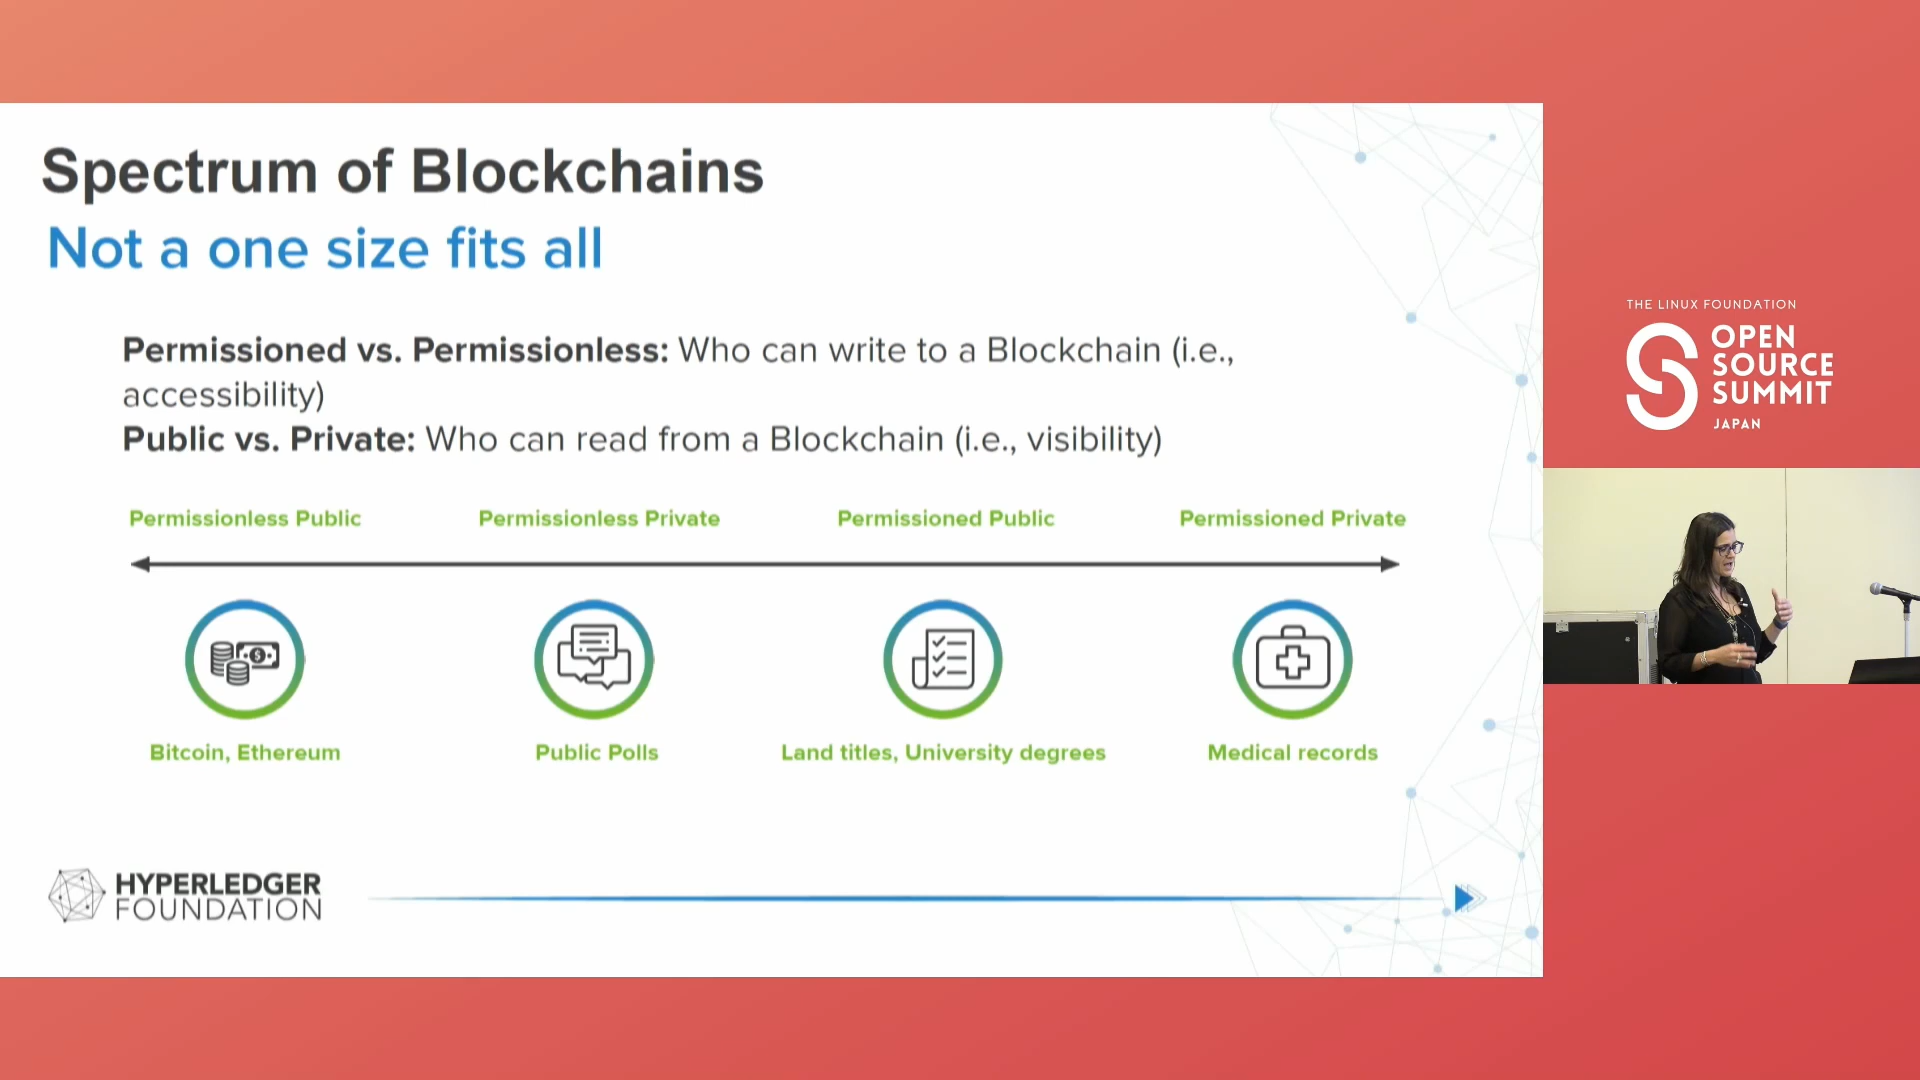 Spectrum of Blockchains
Not a one size fits all
Permissioned vs. Permissionless: Who can write to a Blockchain (i.e.,
accessibility)
Public vs. Private: Who can read from a Blockchain (i.e., visibility)
Permissionless Public
Permissionless Private
Permissioned Public
Permissioned Private
Bitcoin, Ethereum
Public Polls
Land titles, University degrees
Medical records
HYPERLEDGER
FOUNDATION
THE LINUX FOUNDATION
OPEN
SOURCE
SUMMIT
JAPAN